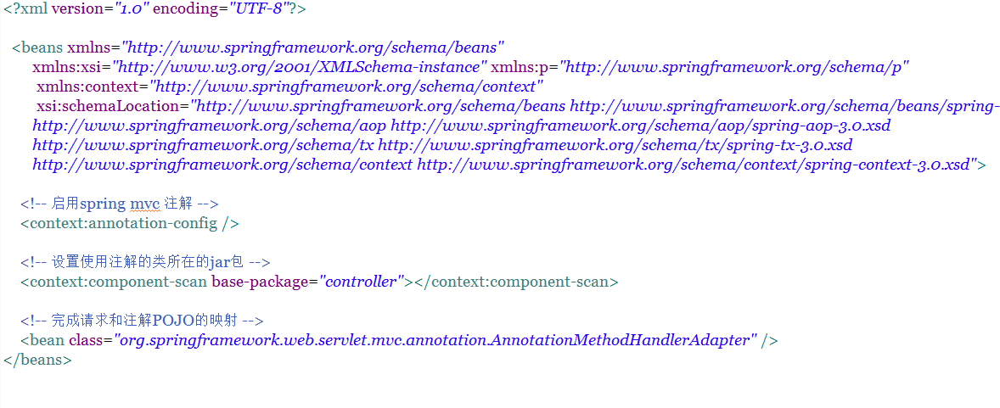 <?xml version="1.0" encoding="UTF-8"?>
<beans xmlns="http://www.springframework.org/schema/beans"
xmlns:xsi="http://www.w3.org/2001/XMLSchema-instance" xmlns:p="http://www.springframework.org/schema/p"
xmlns:context="http://www.springframework.org/schema/context"
xsi:schemaLocation="http://www.springframework.org/schema/beans http://www.springframework.org/schema/beans/spring-
http://www.springframework.org/schema/aop http://www.springframework.org/schema/aop/spring-aop-3.0.xsd
http://www.springframework.org/schema/tx http://www.springframework.org/schema/tx/spring-tx-3.0.xsd
http://www.springframework.org/schema/context http://www.springframework.org/schema/context/spring-context-3.0.xsd">
<!-- 启用spring mvc 注解 -->
<context:annotation-config />
<!-- 设置使用注解的类所在的jar包 -->
<context:component-scan base-package="controller"></context:component-scan>
<!-- 完成请求和注解POJO的映射 -->
<bean class="org.springframework.web.servlet.mvc.annotation.AnnotationMethodHandlerAdapter" />
</beans>